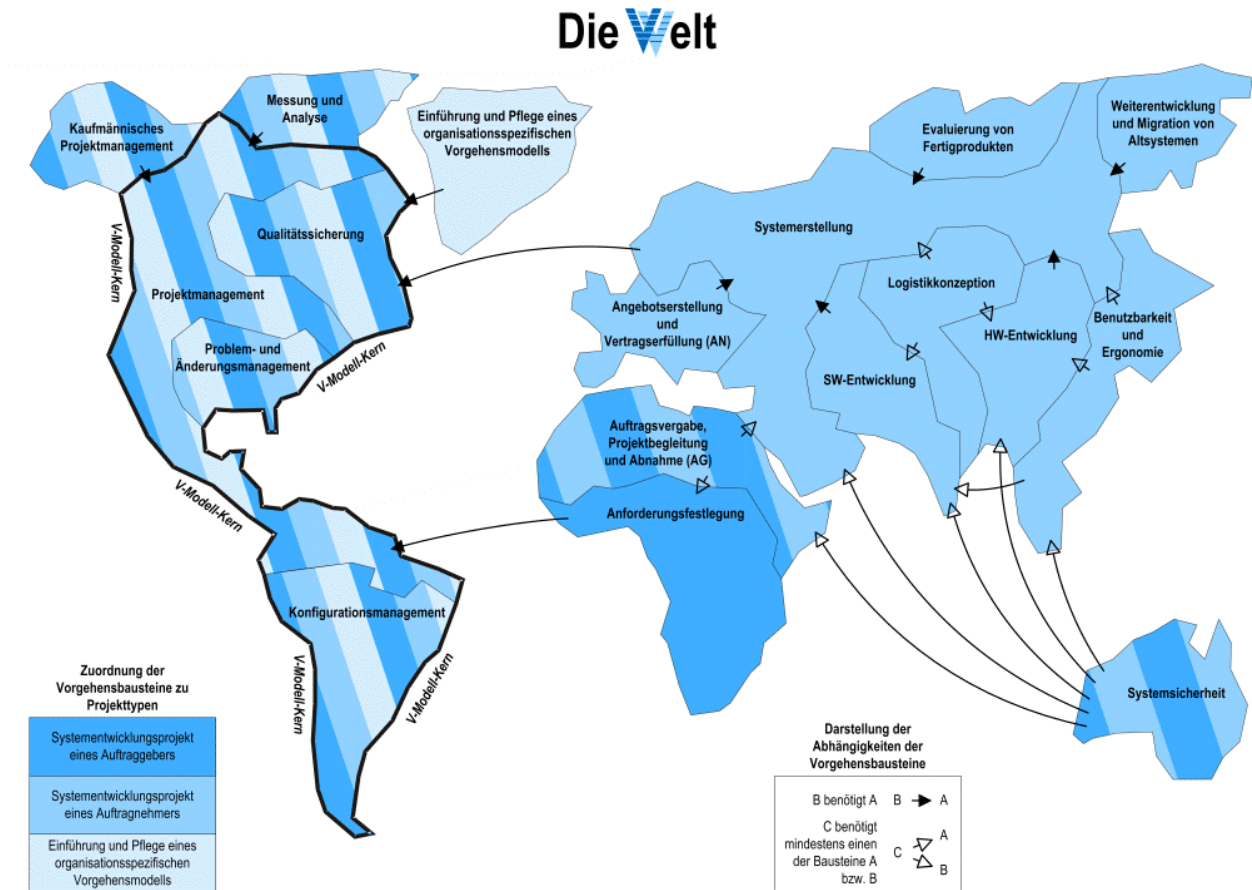 Die Welt
Messung und
Analyse
Kaufmännisches
Projektmanagement
Einführung und Pflege eines
organisationsspezifischen
Vorgehensmodells
Evaluierung von
Fertigprodukten
Weiterentwicklung
und Migration von
Altsystemen
V-Modell-Kern
Qualitätssicherung
Systemerstellung
Projektmanagement
Logistikkonzeption
Angebotserstellung
und
Vertragserfüllung (AN)
HW-Entwicklung
Benutzbarkeit
und
Ergonomie
Problem- und
Änderungsmanagement
V-Modell-Kern
SW-Entwicklung
Auftragsvergabe,
Projektbegleitung
und Abnahme (AG)
V-Modell-Kern
Anforderungsfestlegung
Konfigurationsmanagement
V-Modell-Kern
V-Modell-Kern
Systemsicherheit
Zuordnung der
Vorgehensbausteine zu
Projekttypen
Systementwicklungsprojekt
eines Auftraggebers
Systementwicklungsprojekt
eines Auftragnehmers
Einführung und Pflege eines
organisationsspezifischen
Vorgehensmodells
Darstellung der
Abhängigkeiten der
Vorgehensbausteine
B benötigt A B A
C benötigt
mindestens einen
der Bausteine A
bzw. B
C A B